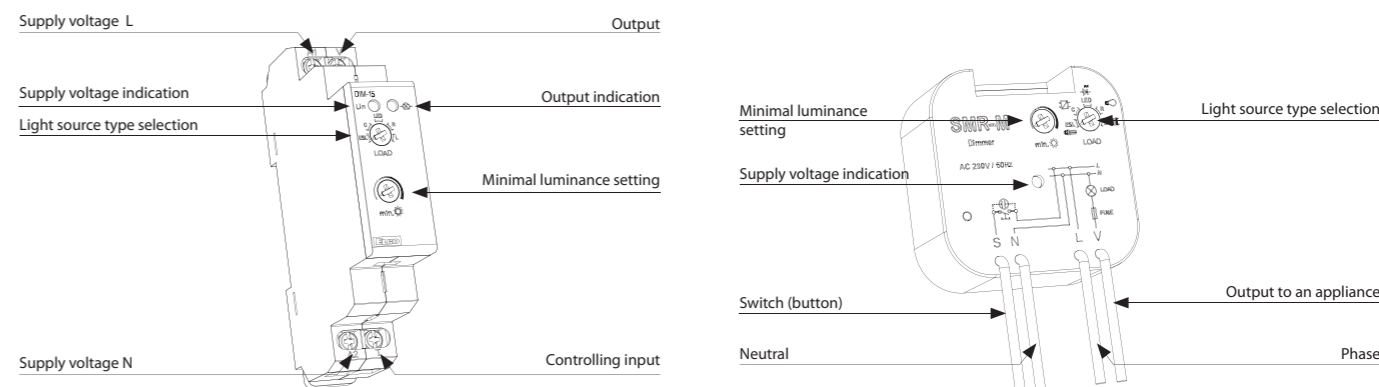 Supply voltage L
Output
Supply voltage indication
Output indication
Light source type selection
Minimal luminance setting
Supply voltage N
Controlling input
DIM-15
Un
LED
C
R
L
LOAD
min.
A2
Minimal luminance
setting
Light source type selection
Supply voltage indication
Switch (button)
Output to an appliance
Neutral
Phase
SMR-M
Dimmer
AC 230V / 50Hz
min.
LED
C
R
LOAD
L
N
LOAD
FUSE
S N L V